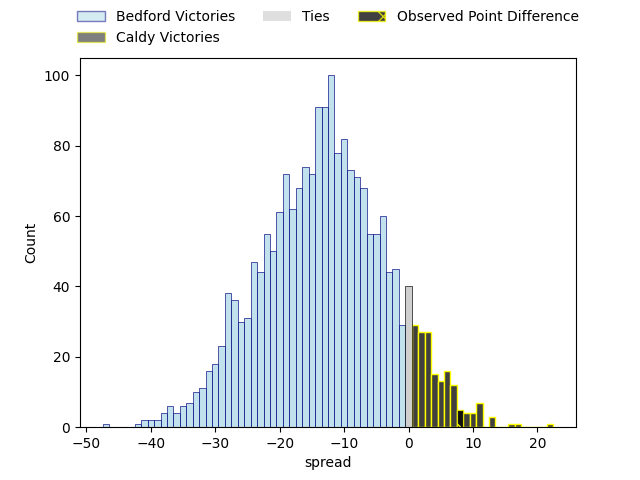 Bedford Victories
Ties
Observed Point Difference
Caldy Victories
100
80
60
40
20
0
Count
−50 −40 −30 −20 −10 0 10 20
spread